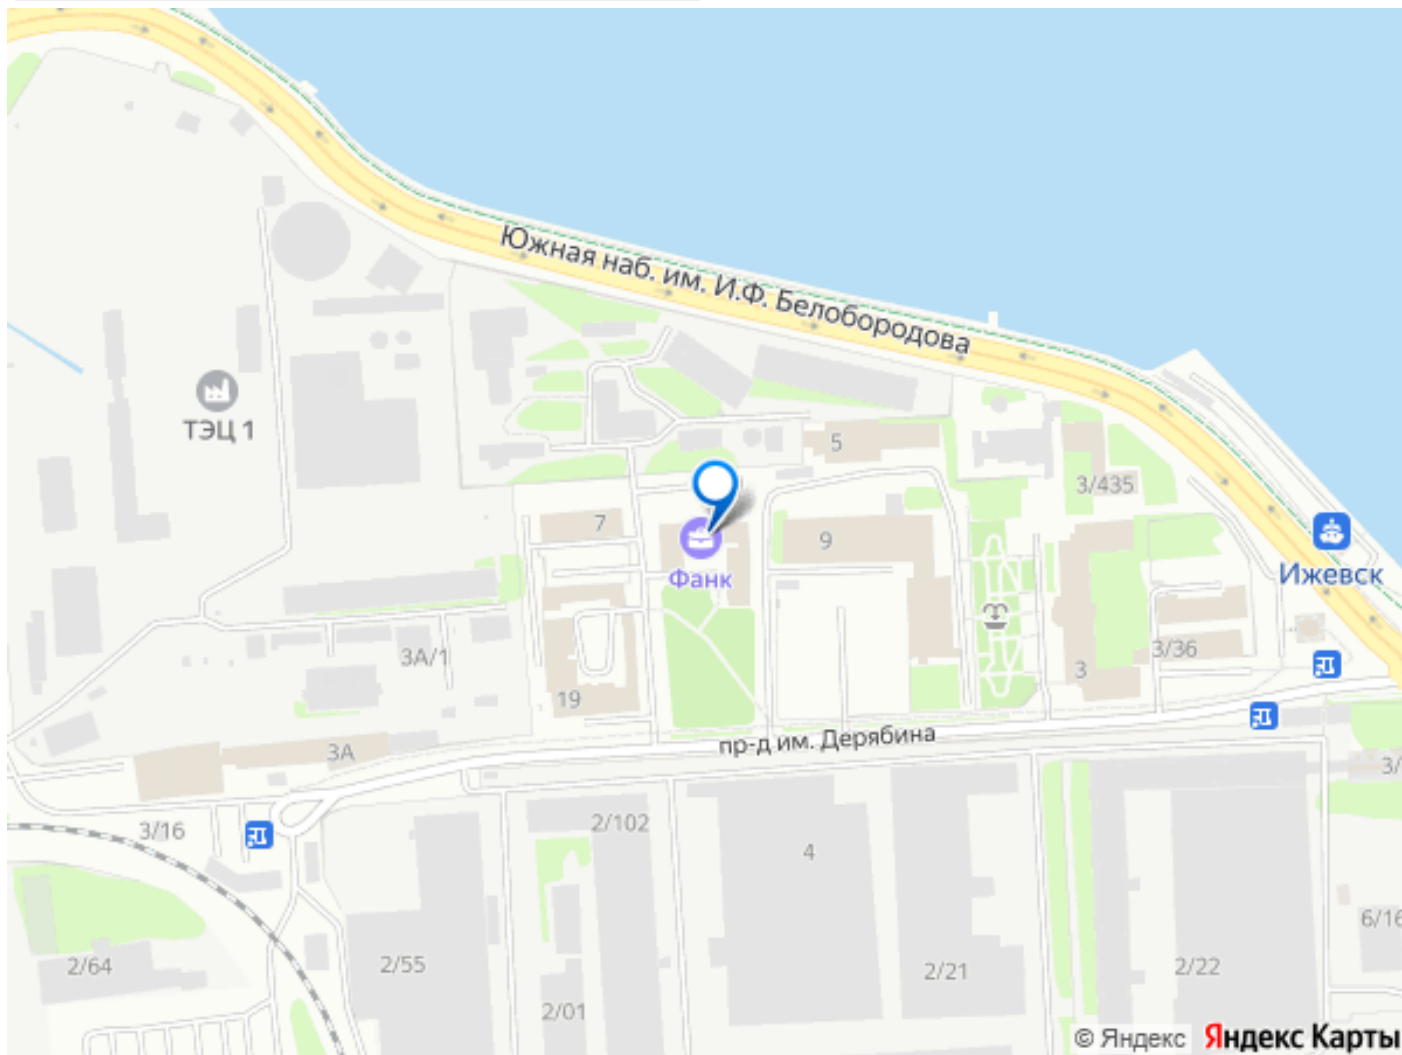 Южная наб. им. И.Ф. Белобородова
ТЭЦ 1
5
3/435
7
9
Фанк
Ижевск
3А/1
3/36
3
19
пр-д им. Дерябина
3А
3/
3/16
2/102
4
6/16
2/64
2/55
2/21
2/22
2/01
© Яндекс Яндекс Карты